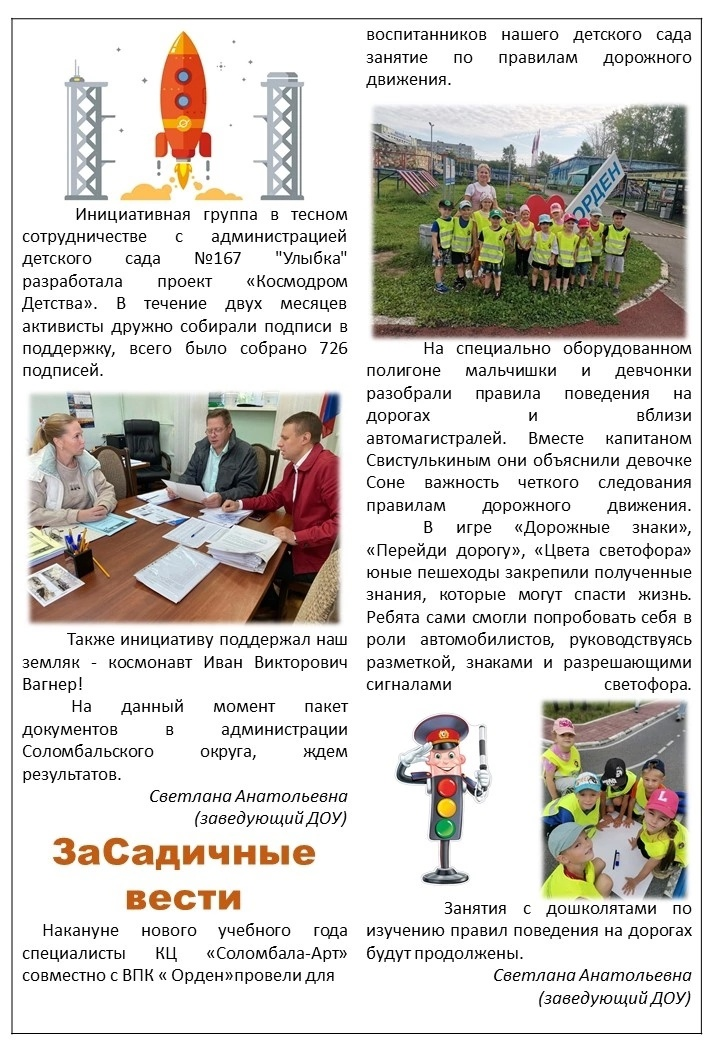 Инициативная группа в тесном
сотрудничестве с администрацией
детского сада №167 "Улыбка"
разработала проект «Космодром
Детства». В течение двух месяцев
активисты дружно собирали подписи в
поддержку, всего было собрано 726
подписей.
Также инициативу поддержал наш
земляк - космонавт Иван Викторович
Вагнер!
На данный момент пакет
документов в администрации
Соломбальского округа, ждем
результатов.
Светлана Анатольевна
(заведующий ДОУ)
ЗаСадичные
вести
Накануне нового учебного года
специалисты КЦ «Соломбала-Арт»
совместно с ВПК « Орден»провели для
воспитанников нашего детского сада
занятие по правилам дорожного
движения.
ОРДЕН
На специально оборудованном
полигоне мальчишки и девчонки
разобрали правила поведения на
дорогах и вблизи
автомагистралей. Вместе капитаном
Свистулькиным они объяснили девочке
Соне важность четкого следования
правилам дорожного движения.
В игре «Дорожные знаки»,
«Перейди дорогу», «Цвета светофора»
юные пешеходы закрепили полученные
знания, которые могут спасти жизнь.
Ребята сами смогли попробовать себя в
роли автомобилистов, руководствуясь
разметкой, знаками и разрешающими
сигналами светофора.
Занятия с дошколятами по
изучению правил поведения на дорогах
будут продолжены.
Светлана Анатольевна
(заведующий ДОУ)